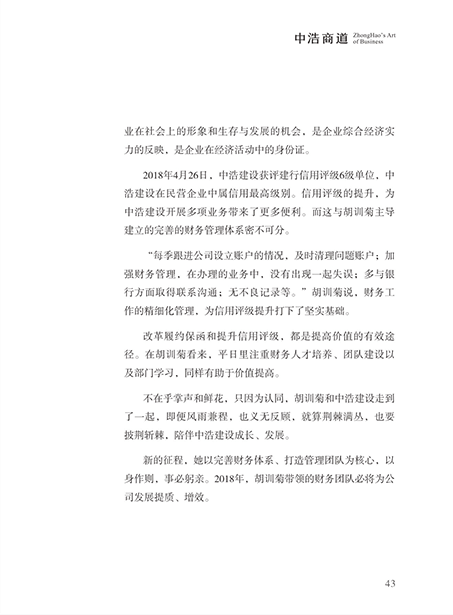 中浩商道 ZhongHao's Art
of Business
业在社会上的形象和生存与发展的机会，是企业综合经济实
力的反映，是企业在经济活动中的身份证。
2018年4月26日，中浩建设获评建行信用评级6级单位，中
浩建设在民营企业中属信用最高级别。信用评级的提升，为
中浩建设开展多项业务带来了更多便利。而这与胡训菊主导
建立的完善的财务管理体系密不可分。
“每季跟进公司设立账户的情况，及时清理问题账户；加
强财务管理，在办理的业务中，没有出现一起失误；多与银
行方面取得联系沟通；无不良记录等。”胡训菊说，财务工
作的精细化管理，为信用评级提升打下了坚实基础。
改革履约保函和提升信用评级，都是提高价值的有效途
径。在胡训菊看来，平日里注重财务人才培养、团队建设以
及部门学习，同样有助于价值提高。
不在乎掌声和鲜花，只因为认同，胡训菊和中浩建设走到
了一起，即便风雨兼程，也义无反顾，就算荆棘满丛，也要
披荆斩棘，陪伴中浩建设成长、发展。
新的征程，她以完善财务体系、打造管理团队为核心，以
身作则，事必躬亲。2018年，胡训菊带领的财务团队必将为公
司发展提质、增效。
43